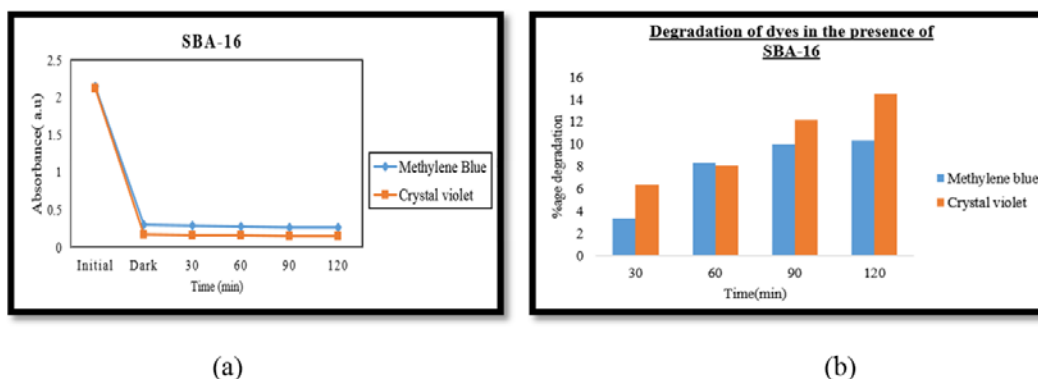 SBA-16
2.5
2
1.5
1
0.5
0
Absorbance( a.u)
Initial Dark 30 60 90 120
Time (min)
Methylene Blue
Crystal violet
(a)
Degradation of dyes in the presence of
SBA-16
16
14
12
10
8
6
4
2
0
%age degradation
30 60 90 120
Time(min)
Methylene blue
Crystal violet
(b)